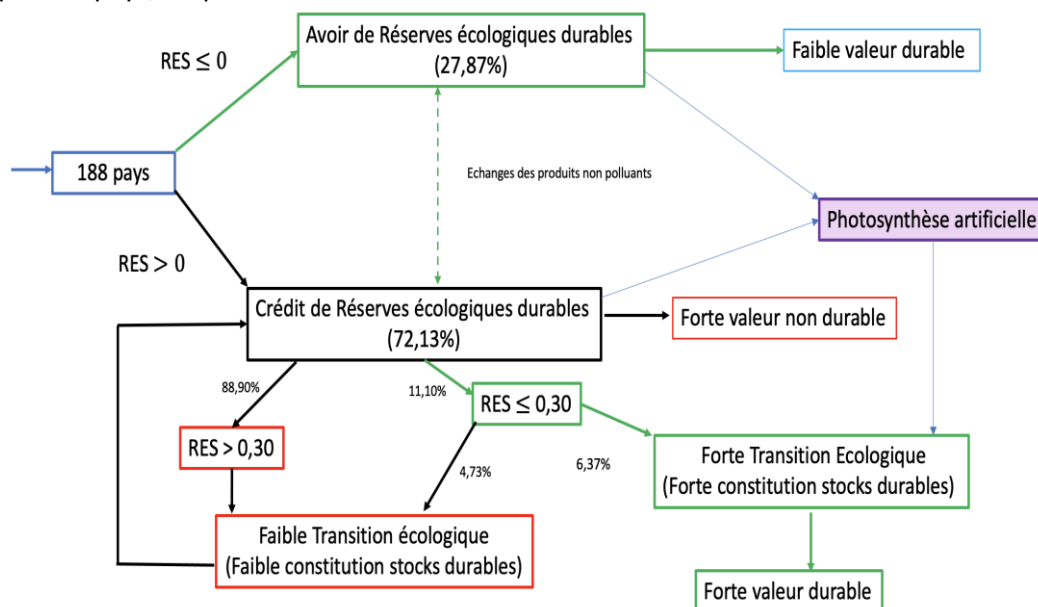 Avoir de Réserves écologiques durables
(27,87%)
Faible valeur durable
RES ≤ 0
188 pays
Echanges des produits non polluants
Photosynthèse artificielle
RES > 0
Crédit de Réserves écologiques durables
(72,13%)
Forte valeur non durable
88,90%
11,10%
RES ≤ 0,30
RES > 0,30
4,73%
6,37%
Forte Transition Ecologique
(Forte constitution stocks durables)
Faible Transition écologique
(Faible constitution stocks durables)
Forte valeur durable